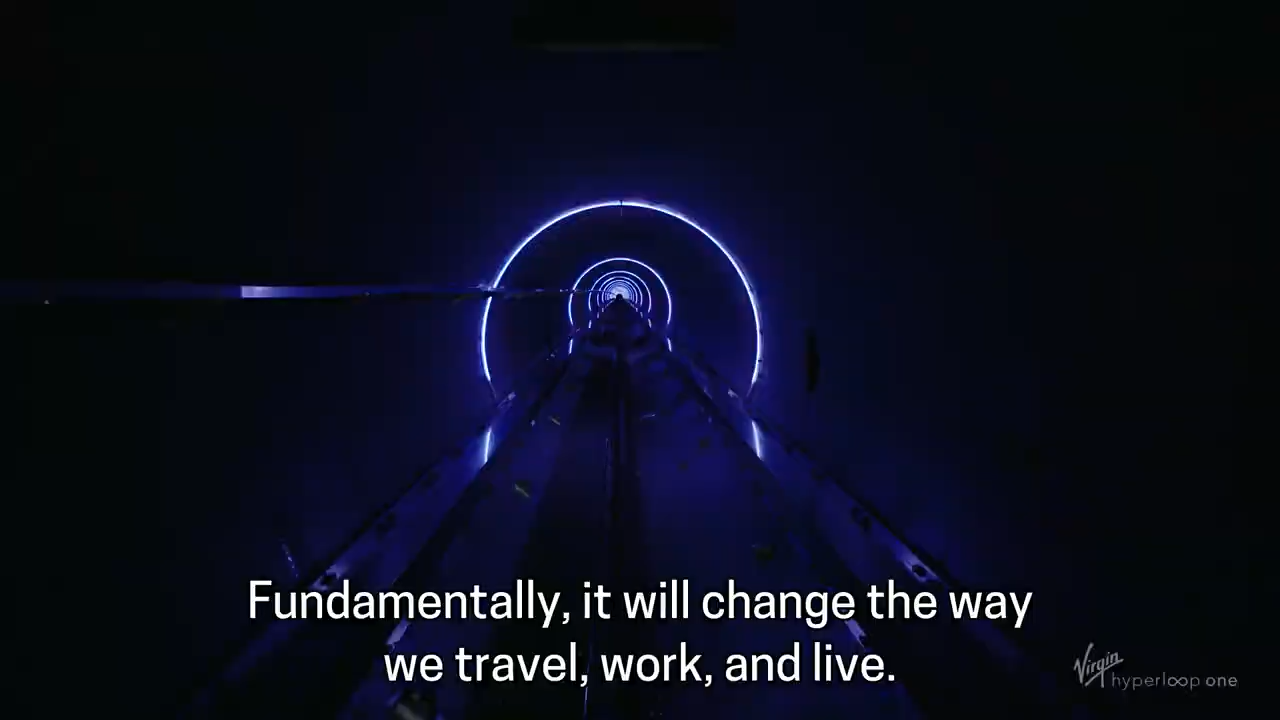 Fundamentally, it will change the way
we travel, work, and live.
Virgin
hyperloop one